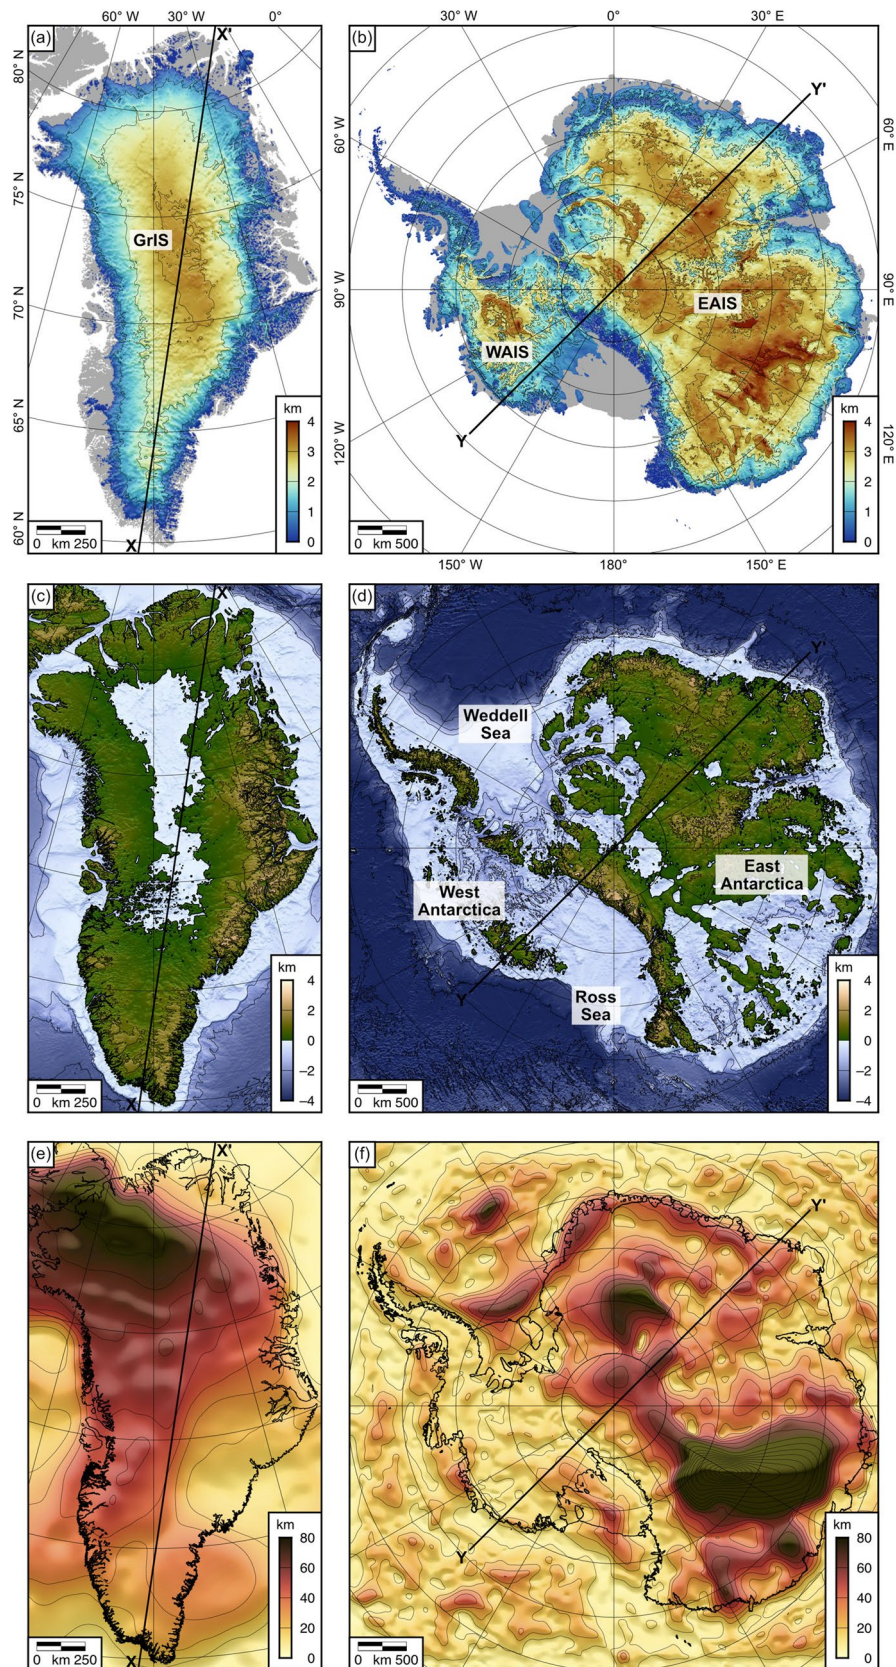 60° W 30° W 0°
(a)
X'
80° N
75° N
70° N
65° N
60° N
GrIS
km
4
3
2
1
0
0 km 250
X
30° W 0° 30° E
(b)
Y'
60° W
60° E
90° W
90° E
EAIS
WAIS
Y
120° W
120° E
km
4
3
2
1
0
0 km 500
150° W 180° 150° E
(c)
X'
km
4
2
0
−2
−4
0 km 250
X
(d)
Y'
Weddell
Sea
East
Antarctica
West
Antarctica
Y
Ross
Sea
km
4
2
0
−2
−4
0 km 500
(e)
X'
km
80
60
40
20
0
0 km 250
X
(f)
Y'
Y
km
80
60
40
20
0
0 km 500